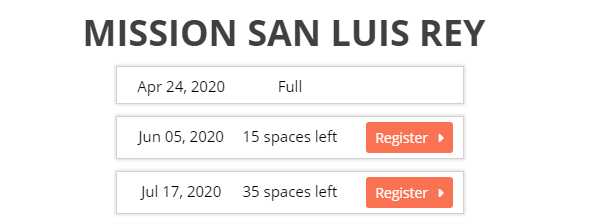 MISSION SAN LUIS REY
Apr 24, 2020 Full
Jun 05, 2020 15 spaces left Register
Jul 17, 2020 35 spaces left Register